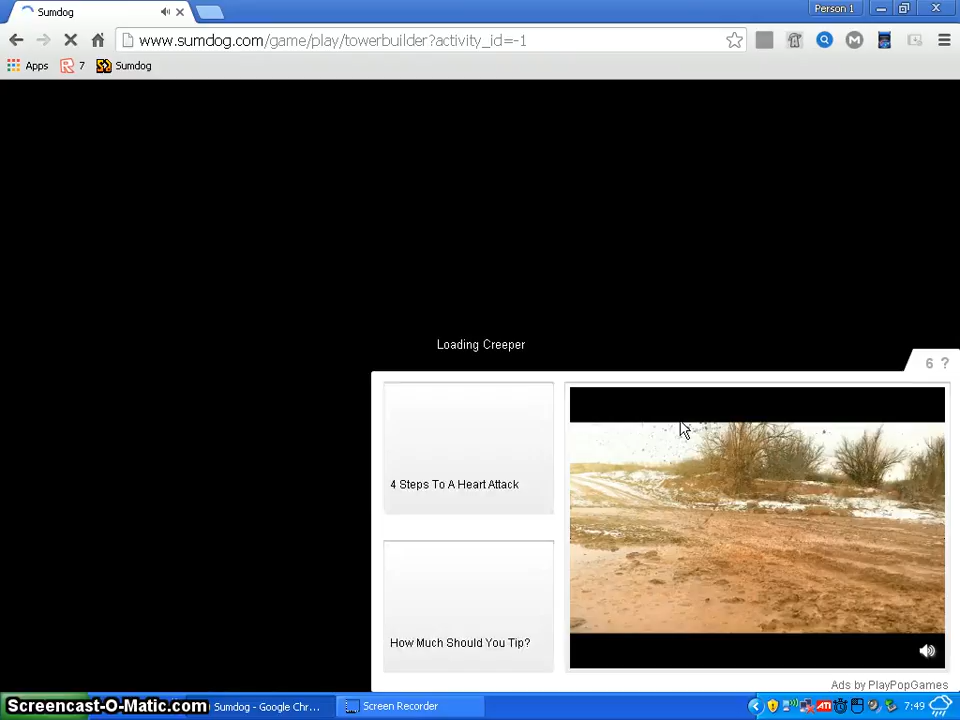 Sumdog
Person 1
www.sumdog.com/game/play/towerbuilder?activity_id=-1
Apps
7
Sumdog
Loading Creeper
6 ?
4 Steps To A Heart Attack
How Much Should You Tip?
Ads by PlayPopGames
Screencast-O-Matic.com
Sumdog - Google Chr...
Screen Recorder
ATI
7:49